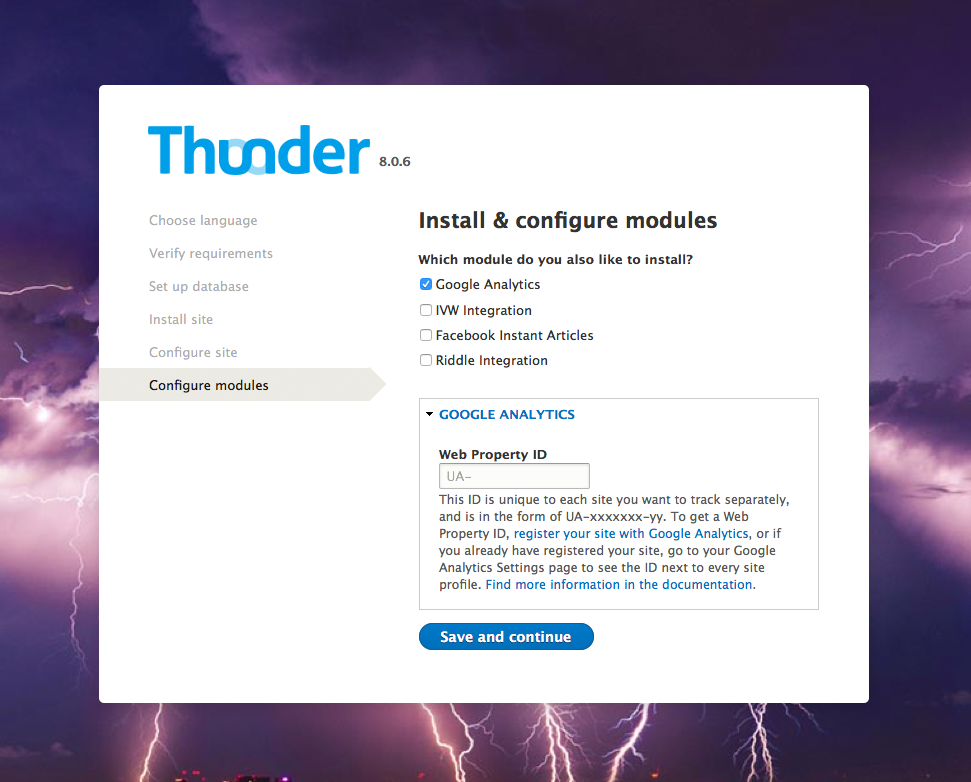 Thunder 8.0.6
Choose language
Verify requirements
Set up database
Install site
Configure site
Configure modules
Install & configure modules
Which module do you also like to install?
Google Analytics
IVW Integration
Facebook Instant Articles
Riddle Integration
GOOGLE ANALYTICS
Web Property ID
UA-
This ID is unique to each site you want to track separately,
and is in the form of UA-xxxxxxx-yy. To get a Web
Property ID, register your site with Google Analytics, or if
you already have registered your site, go to your Google
Analytics Settings page to see the ID next to every site
profile. Find more information in the documentation.
Save and continue